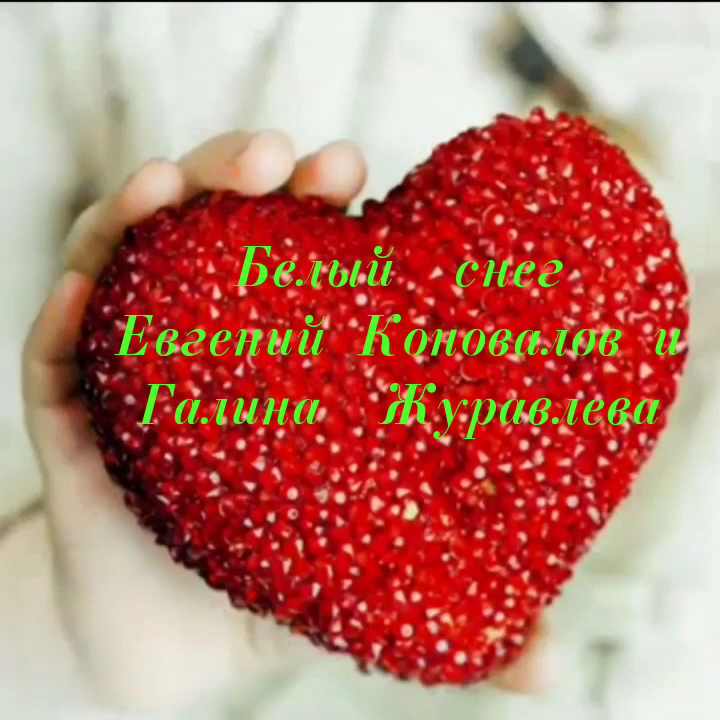 Белый снег
Евгений Коновалов и
Галина Журавлева